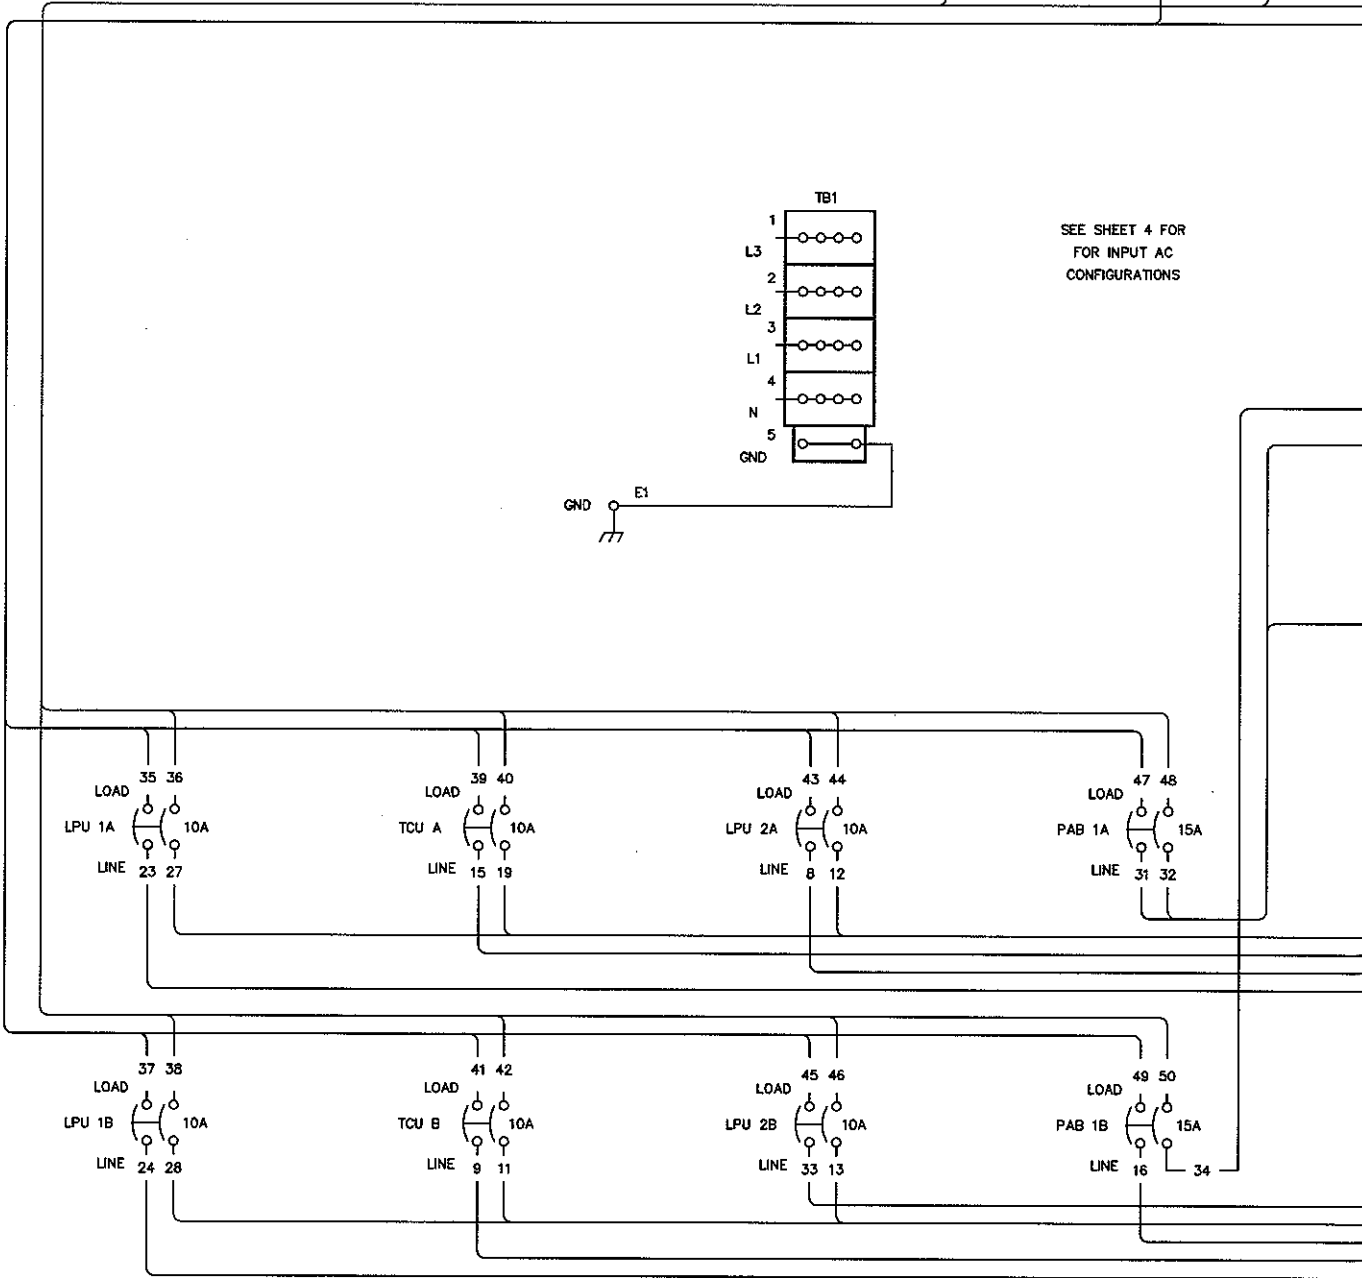 TB1
1
L3
2
L2
3
L1
4
N
5
GND
SEE SHEET 4 FOR
FOR INPUT AC
CONFIGURATIONS
GND
E1
35 36
LOAD
LPU 1A
10A
LINE 23 27
39 40
LOAD
TCU A
10A
LINE 15 19
43 44
LOAD
LPU 2A
10A
LINE 8 12
47 48
LOAD
PAB 1A
15A
LINE 31 32
37 38
LOAD
LPU 1B
10A
LINE 24 28
41 42
LOAD
TCU B
10A
LINE 9 11
45 46
LOAD
LPU 2B
10A
LINE 33 13
49 50
LOAD
PAB 1B
15A
LINE 16 34